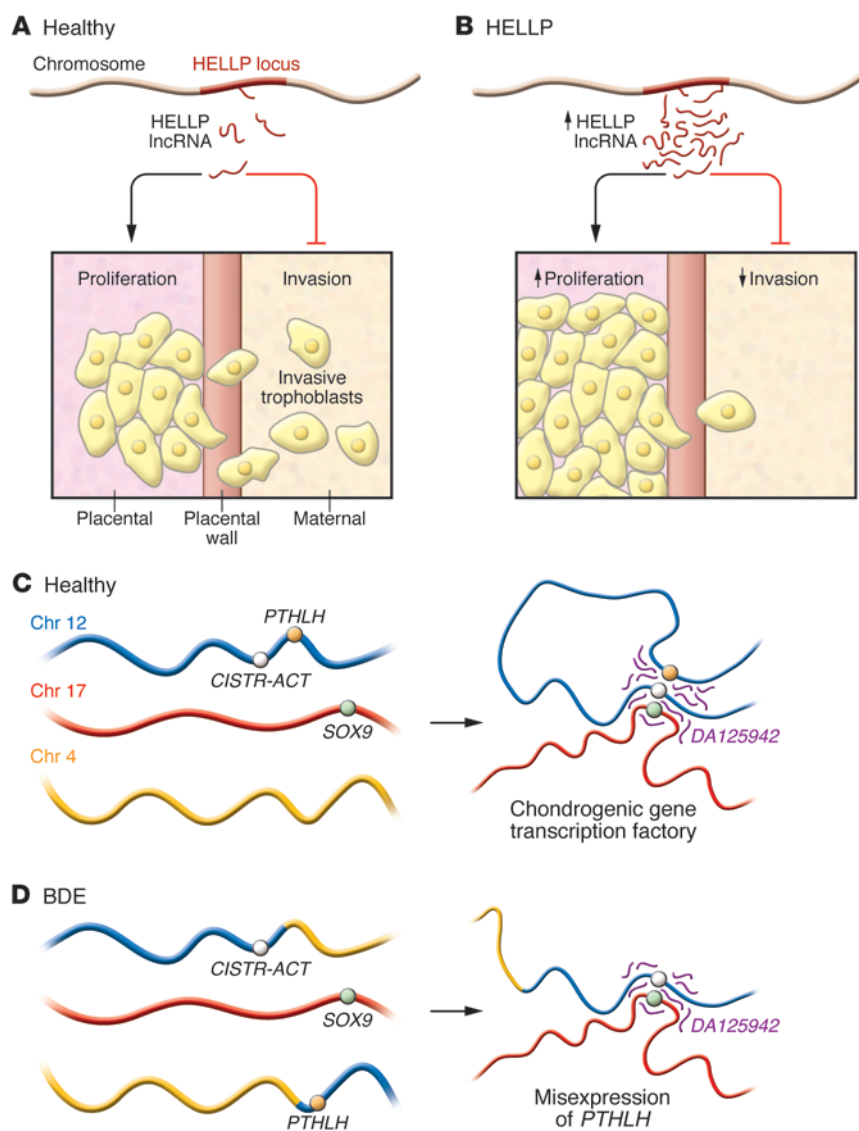 A Healthy
Chromosome
HELLP locus
HELLP
lncRNA
Proliferation
Invasion
Invasive
trophoblasts
Placental
Placental
wall
Maternal
B HELLP
HELLP
lncRNA
Proliferation
Invasion
C Healthy
Chr 12
PTHLH
CISTR-ACT
Chr 17
SOX9
Chr 4
DA125942
Chondrogenic gene
transcription factory
D BDE
CISTR-ACT
SOX9
PTHLH
DA125942
Misexpression
of PTHLH